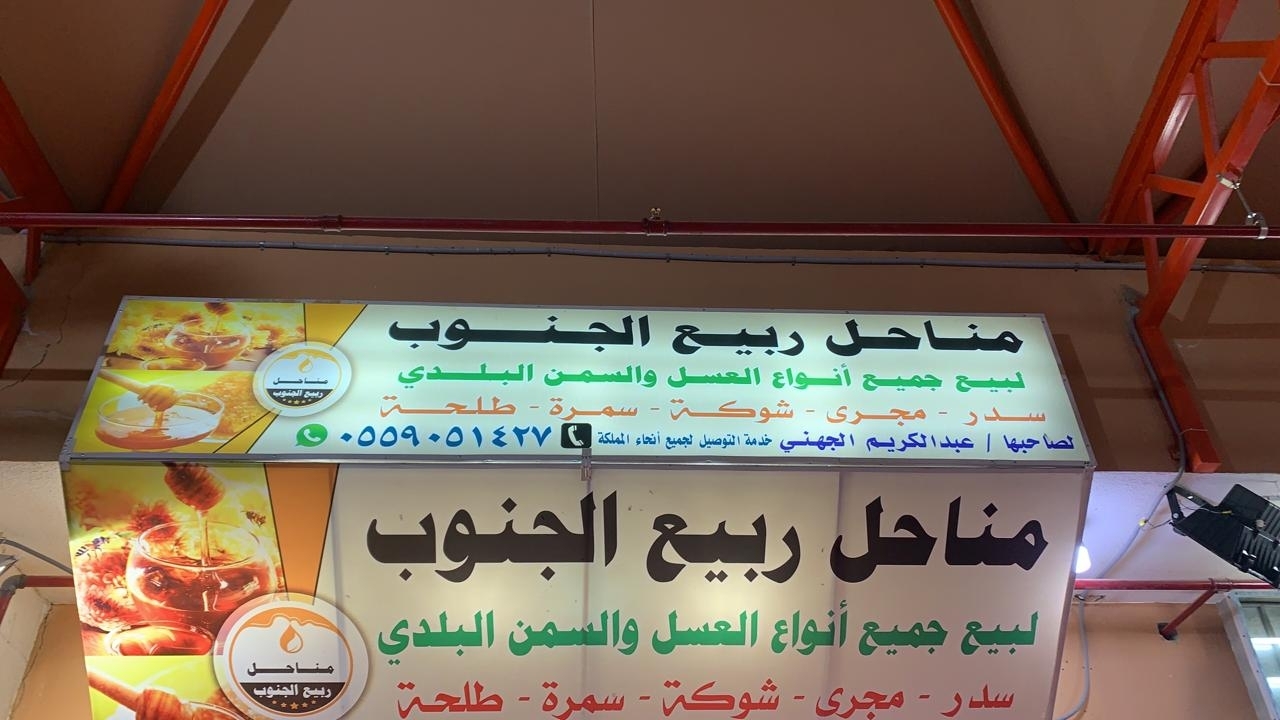 مناحل ربيع الجنوب
لبيع جميع أنواع العسل والسمن البلدي
سدر - مجرى - شوكة - سمرة - طلحة
لصاحبها / عبدالكريم الجهني خدمة التوصيل لجميع أنحاء المملكة ٠٥٥٩٠٥١٤٢٧
مناحل
ربيع الجنوب
مناحل ربيع الجنوب
لبيع جميع أنواع العسل والسمن البلدي
سدر - مجرى - شوكة - سمرة - طلحة
مناحل
ربيع الجنوب